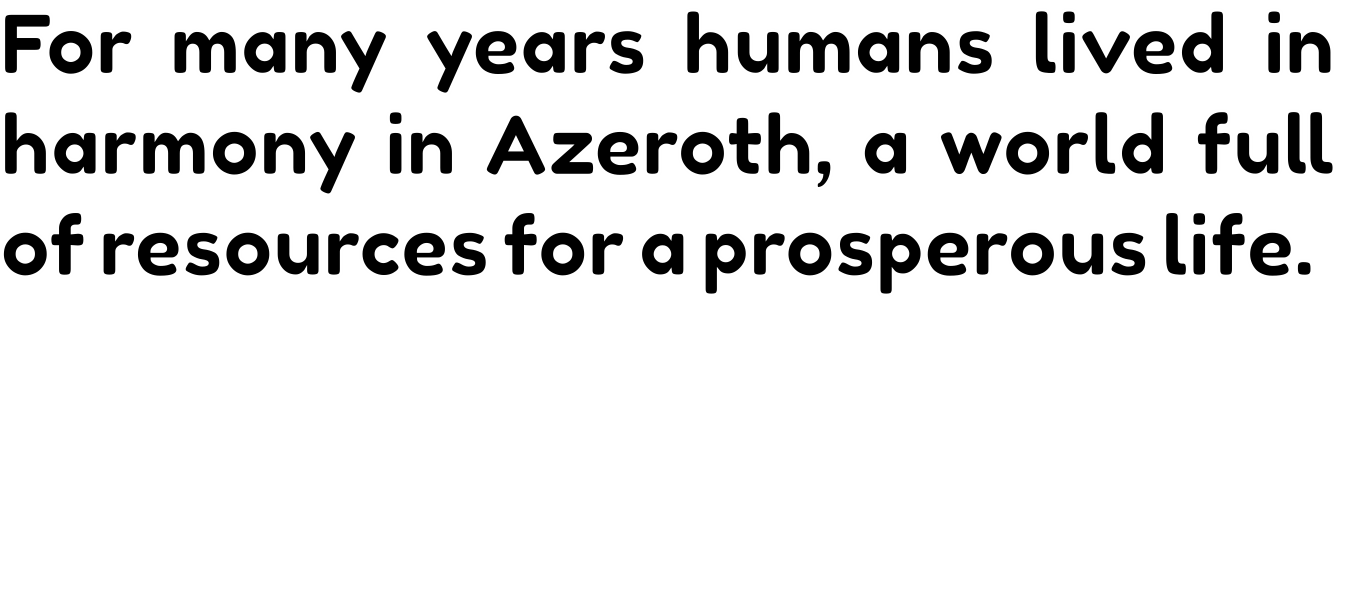 For many years humans lived in
harmony in Azeroth, a world full
of resources for a prosperous life.